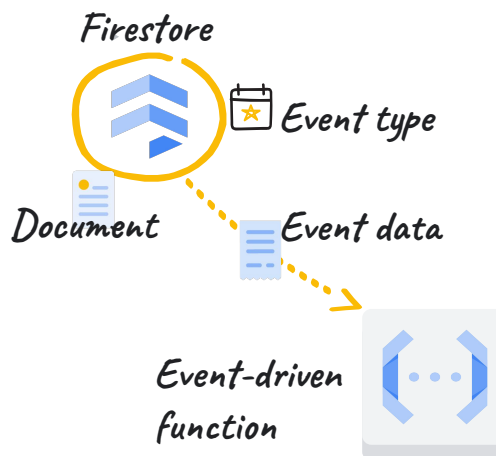 Firestore
Event type
Document
Event data
Event-driven
function